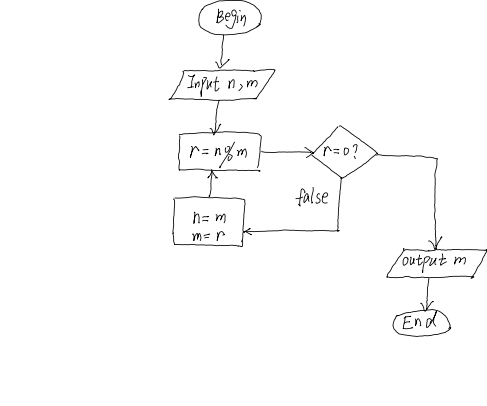 Begin
Input n, m
r = n % m
r = 0 ?
false
n = m
m = r
output m
End